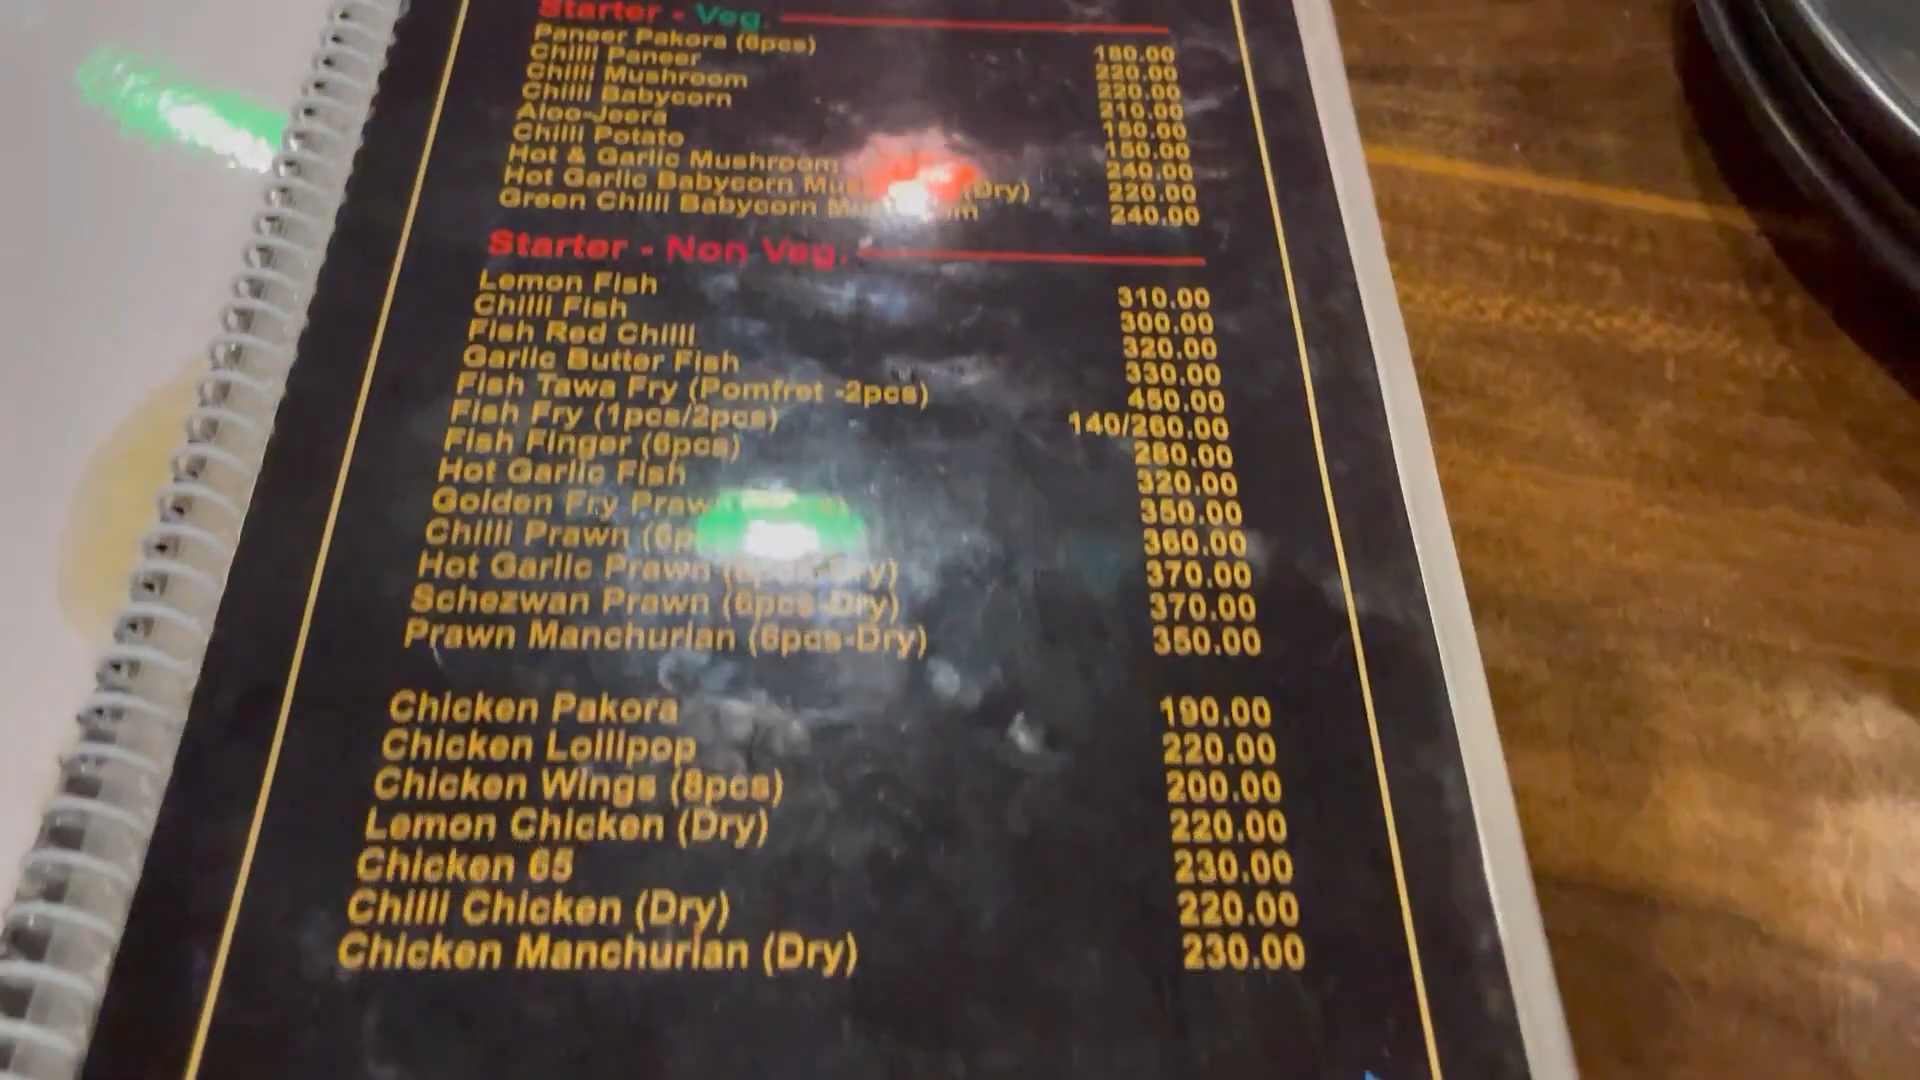 Starter - Veg.
Paneer Pakora (6pcs) 180.00
Chilli Paneer 220.00
Chilli Mushroom 220.00
Chilli Babycorn 210.00
Aloo-Jeera 150.00
Chilli Potato 150.00
Hot & Garlic Mushroom 240.00
Hot Garlic Babycorn (Dry) 220.00
Green Chilli Babycorn 240.00
Starter - Non Veg.
Lemon Fish 310.00
Chilli Fish 300.00
Fish Red Chilli 320.00
Garlic Butter Fish 330.00
Fish Tawa Fry (Pomfret -2pcs) 450.00
Fish Fry (1pcs/2pcs) 140/260.00
Fish Finger (6pcs) 280.00
Hot Garlic Fish 320.00
Golden Fry 350.00
Chilli Prawn 360.00
Hot Garlic Prawn (6pcs-Dry) 370.00
Schezwan Prawn (6pcs-Dry) 370.00
Prawn Manchurian (6pcs-Dry) 350.00
Chicken Pakora 190.00
Chicken Lollipop 220.00
Chicken Wings (8pcs) 200.00
Lemon Chicken (Dry) 220.00
Chicken 65 230.00
Chilli Chicken (Dry) 220.00
Chicken Manchurian (Dry) 230.00